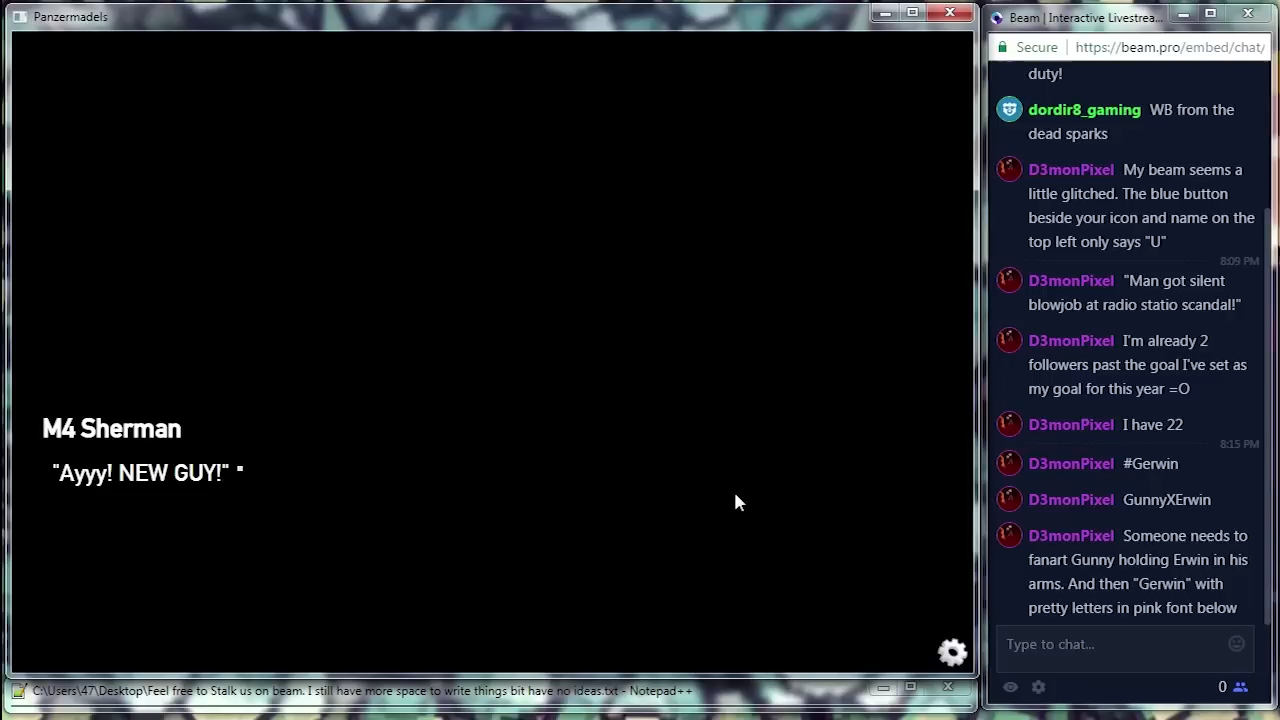 Panzermadels
M4 Sherman
"Ayyy! NEW GUY!"
C:\Users\47\Desktop\Feel free to Stalk us on beam. I still have more space to write things bit have no ideas.txt - Notepad++
Beam | Interactive Livestrea...
Secure | https://beam.pro/embed/chat/
duty!
dordir8_gaming WB from the
dead sparks
D3monPixel My beam seems a
little glitched. The blue button
beside your icon and name on the
top left only says "U"
8:09 PM
D3monPixel "Man got silent
blowjob at radio statio scandal!"
D3monPixel I'm already 2
followers past the goal I've set as
my goal for this year =O
D3monPixel I have 22
8:15 PM
D3monPixel #Gerwin
D3monPixel GunnyXErwin
D3monPixel Someone needs to
fanart Gunny holding Erwin in his
arms. And then "Gerwin" with
pretty letters in pink font below
Type to chat...
0